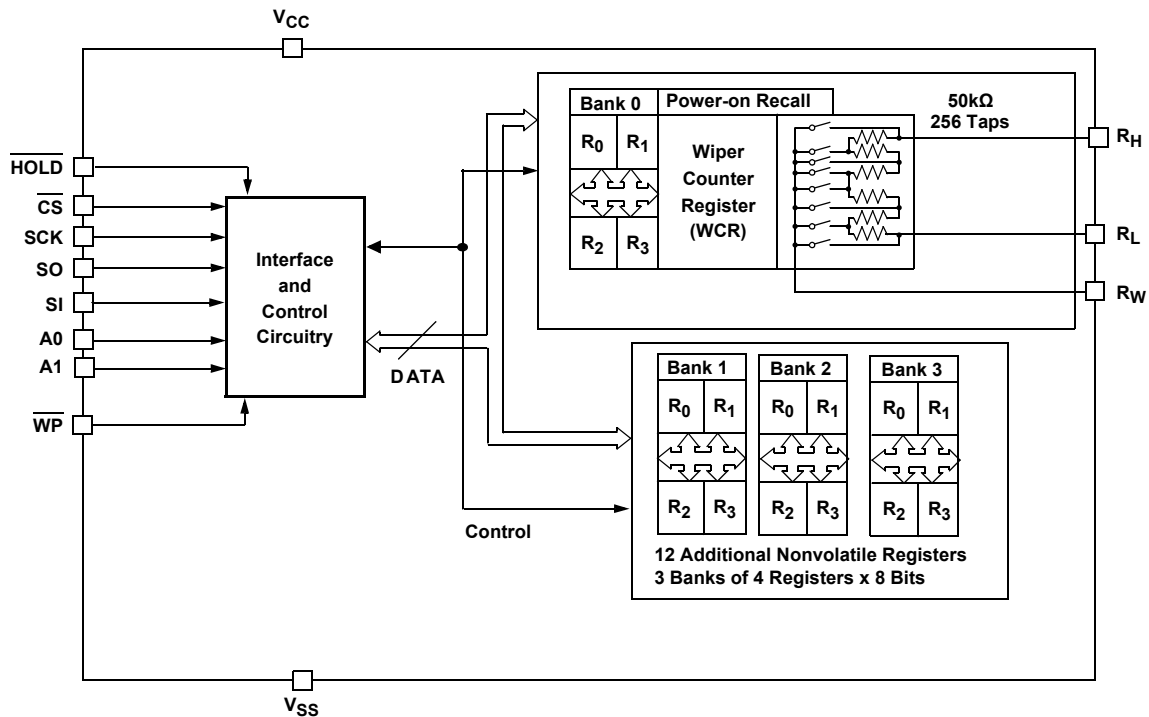 VCC
HOLD
CS
SCK
SO
SI
A0
A1
WP
Interface
and
Control
Circuitry
DATA
Control
Bank 0
Power-on Recall
R0 R1
R2 R3
Wiper
Counter
Register
(WCR)
50kΩ
256 Taps
RH
RL
RW
Bank 1
R0 R1
R2 R3
Bank 2
R0 R1
R2 R3
Bank 3
R0 R1
R2 R3
12 Additional Nonvolatile Registers
3 Banks of 4 Registers x 8 Bits
VSS